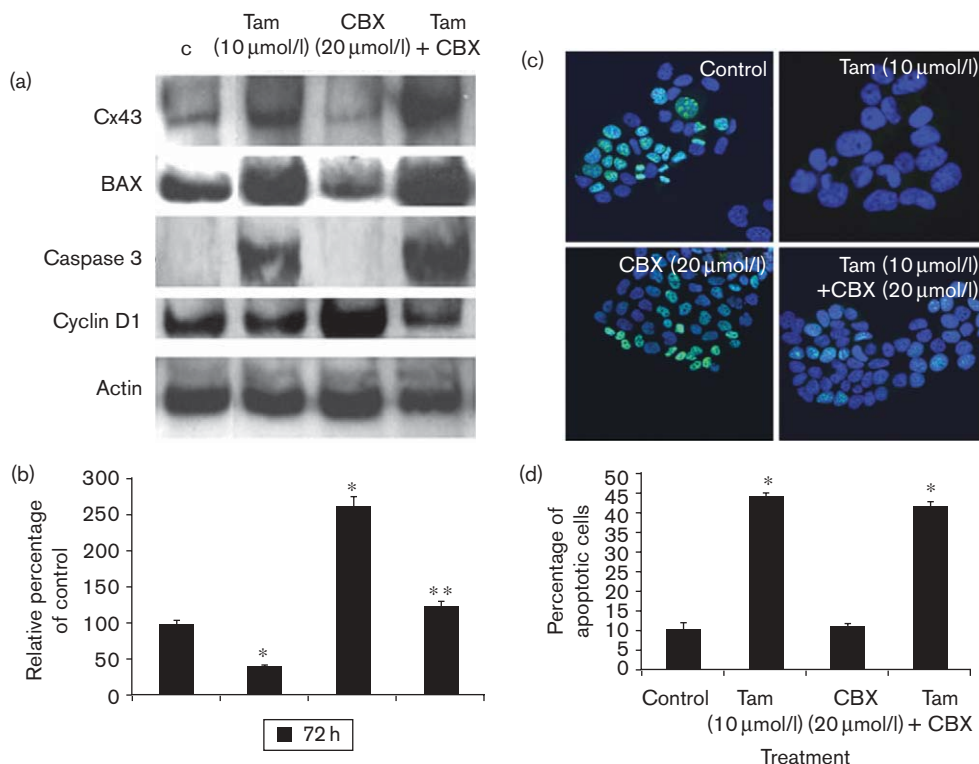 (a)
c
Tam
(10 µmol/l)
CBX
(20 µmol/l)
Tam
+ CBX
Cx43
BAX
Caspase 3
Cyclin D1
Actin
(b)
Relative percentage
of control
300
250
200
150
100
50
0
*
*
**
72 h
(c)
Control
Tam (10 µmol/l)
CBX (20 µmol/l)
Tam (10 µmol/l)
+CBX (20 µmol/l)
(d)
Percentage of
apoptotic cells
50
45
40
35
30
25
20
15
10
5
0
*
*
Control
Tam
(10 µmol/l)
CBX
(20 µmol/l)
Tam
+ CBX
Treatment